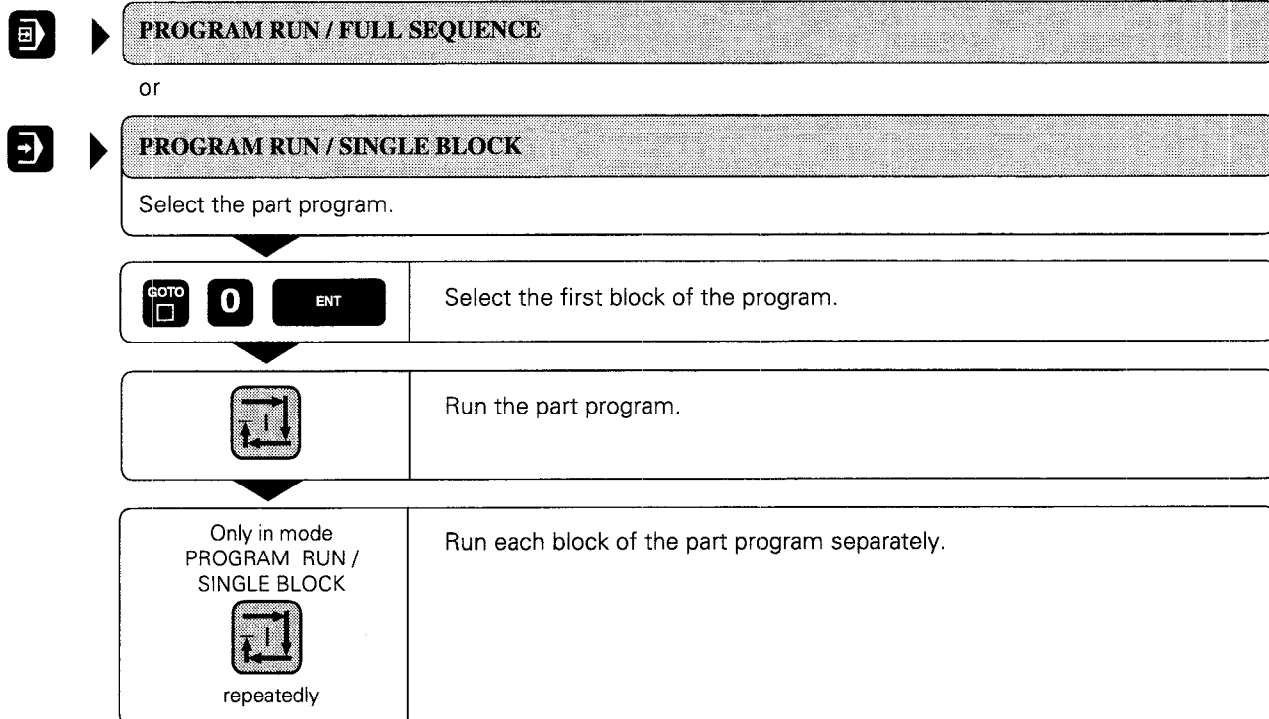 PROGRAM RUN / FULL SEQUENCE
or
PROGRAM RUN / SINGLE BLOCK
Select the part program.
GOTO
0
ENT
Select the first block of the program.
Run the part program.
Only in mode
PROGRAM RUN /
SINGLE BLOCK
repeatedly
Run each block of the part program separately.